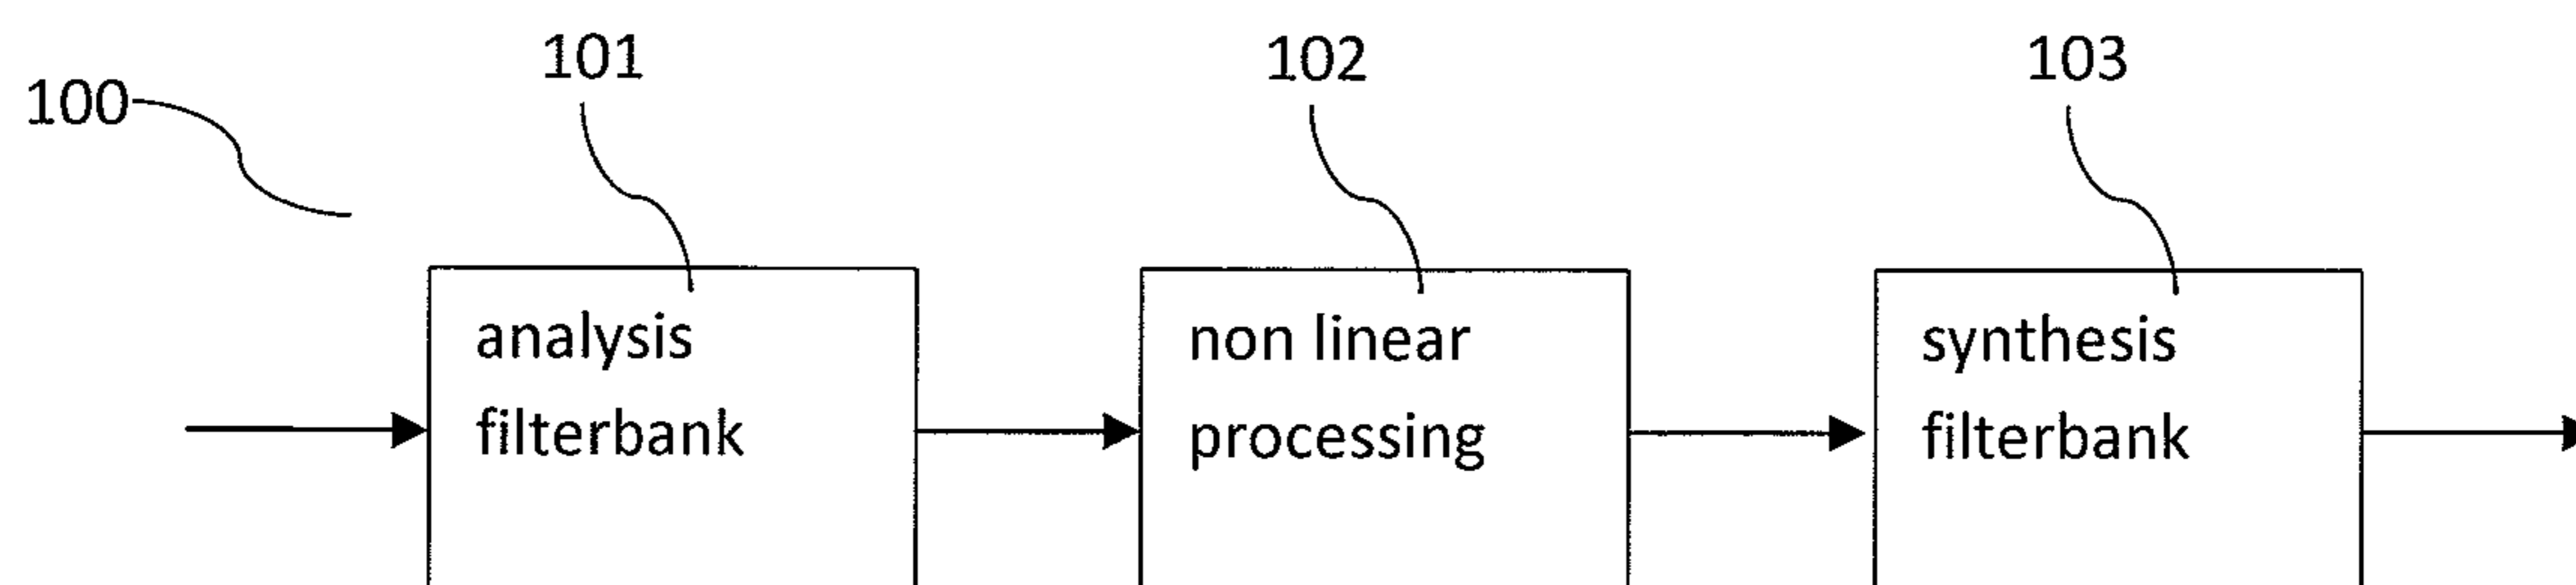 100
101
102
103
analysis
filterbank
non linear
processing
synthesis
filterbank